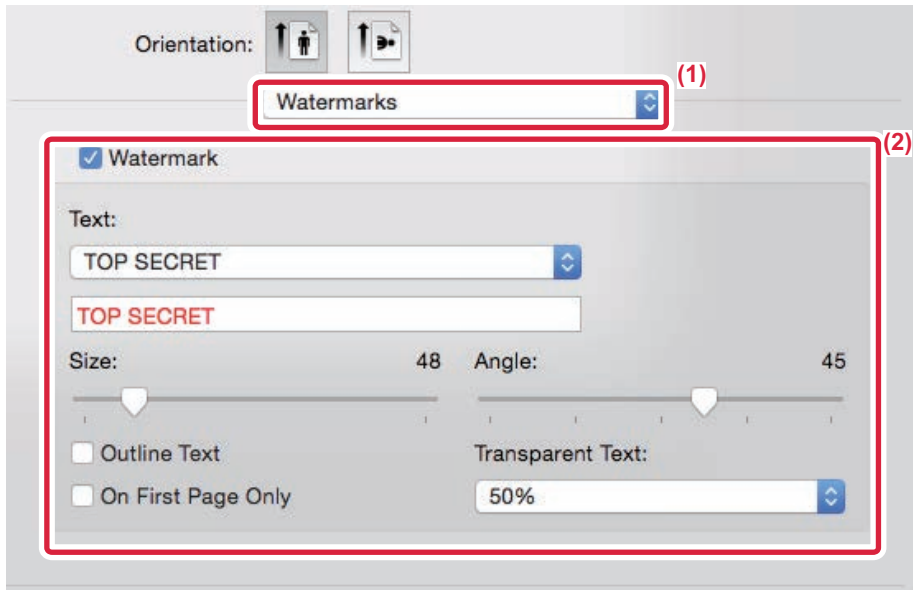 Orientation:
(1)
Watermarks
(2)
Watermark
Text:
TOP SECRET
TOP SECRET
Size: 48 Angle: 45
Outline Text Transparent Text:
On First Page Only 50%